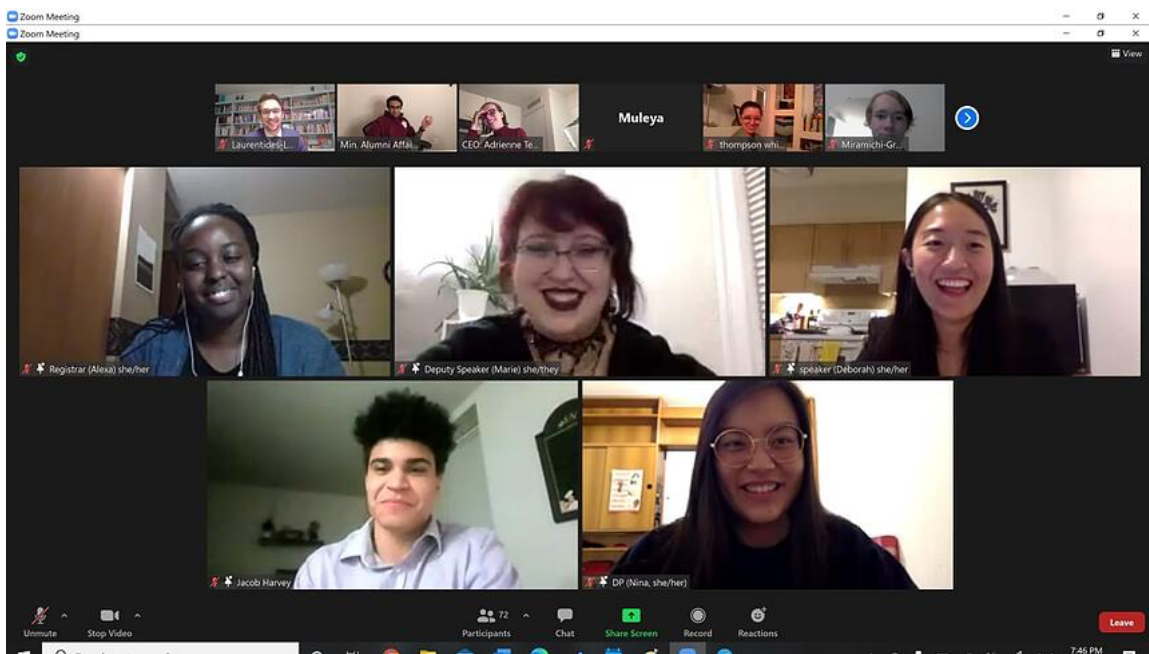 Zoom Meeting
Zoom Meeting
View
Laurentides-L...
Min. Alumni Affai...
CEO: Adrienne Te...
Muleya
thompson whi...
Miramichi-Gr...
Registrar (Alexa) she/her
Deputy Speaker (Marie) she/they
speaker (Deborah) she/her
Jacob Harvey
DP (Nina, she/her)
Unmute
Stop Video
72
Participants
Chat
Share Screen
Record
Reactions
Leave
7:46 PM